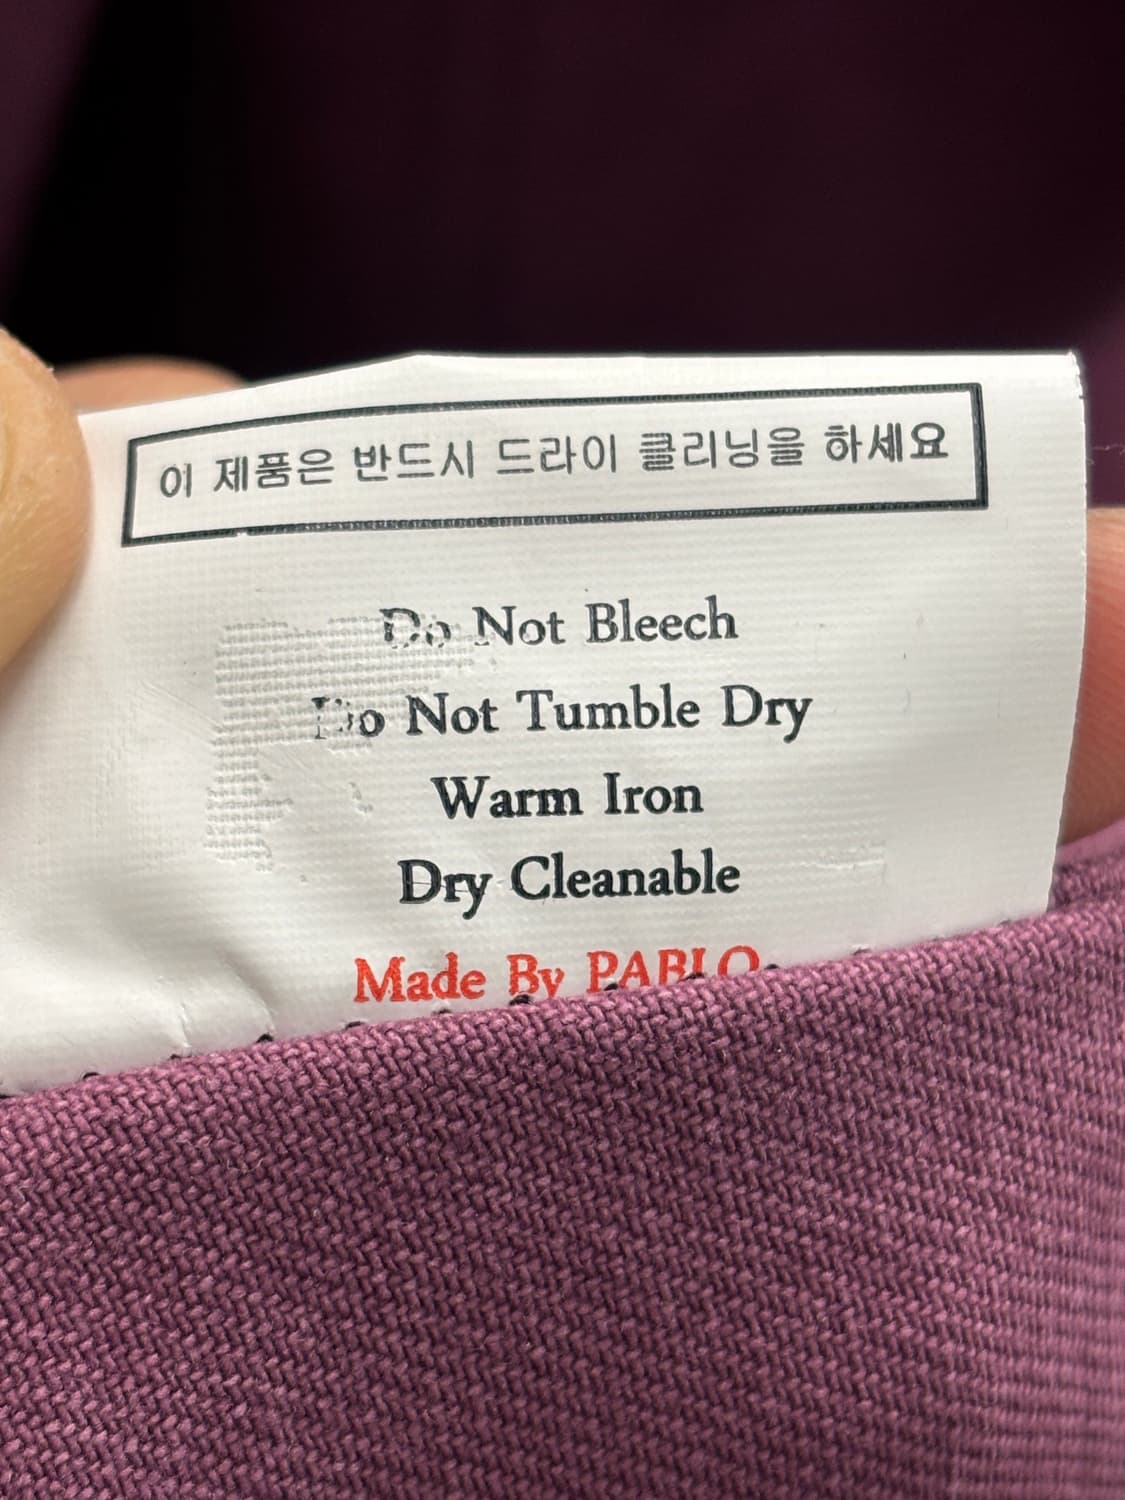 이 제품은 반드시 드라이 클리닝을 하세요
Do Not Bleech
Do Not Tumble Dry
Warm Iron
Dry Cleanable
Made By PABLO